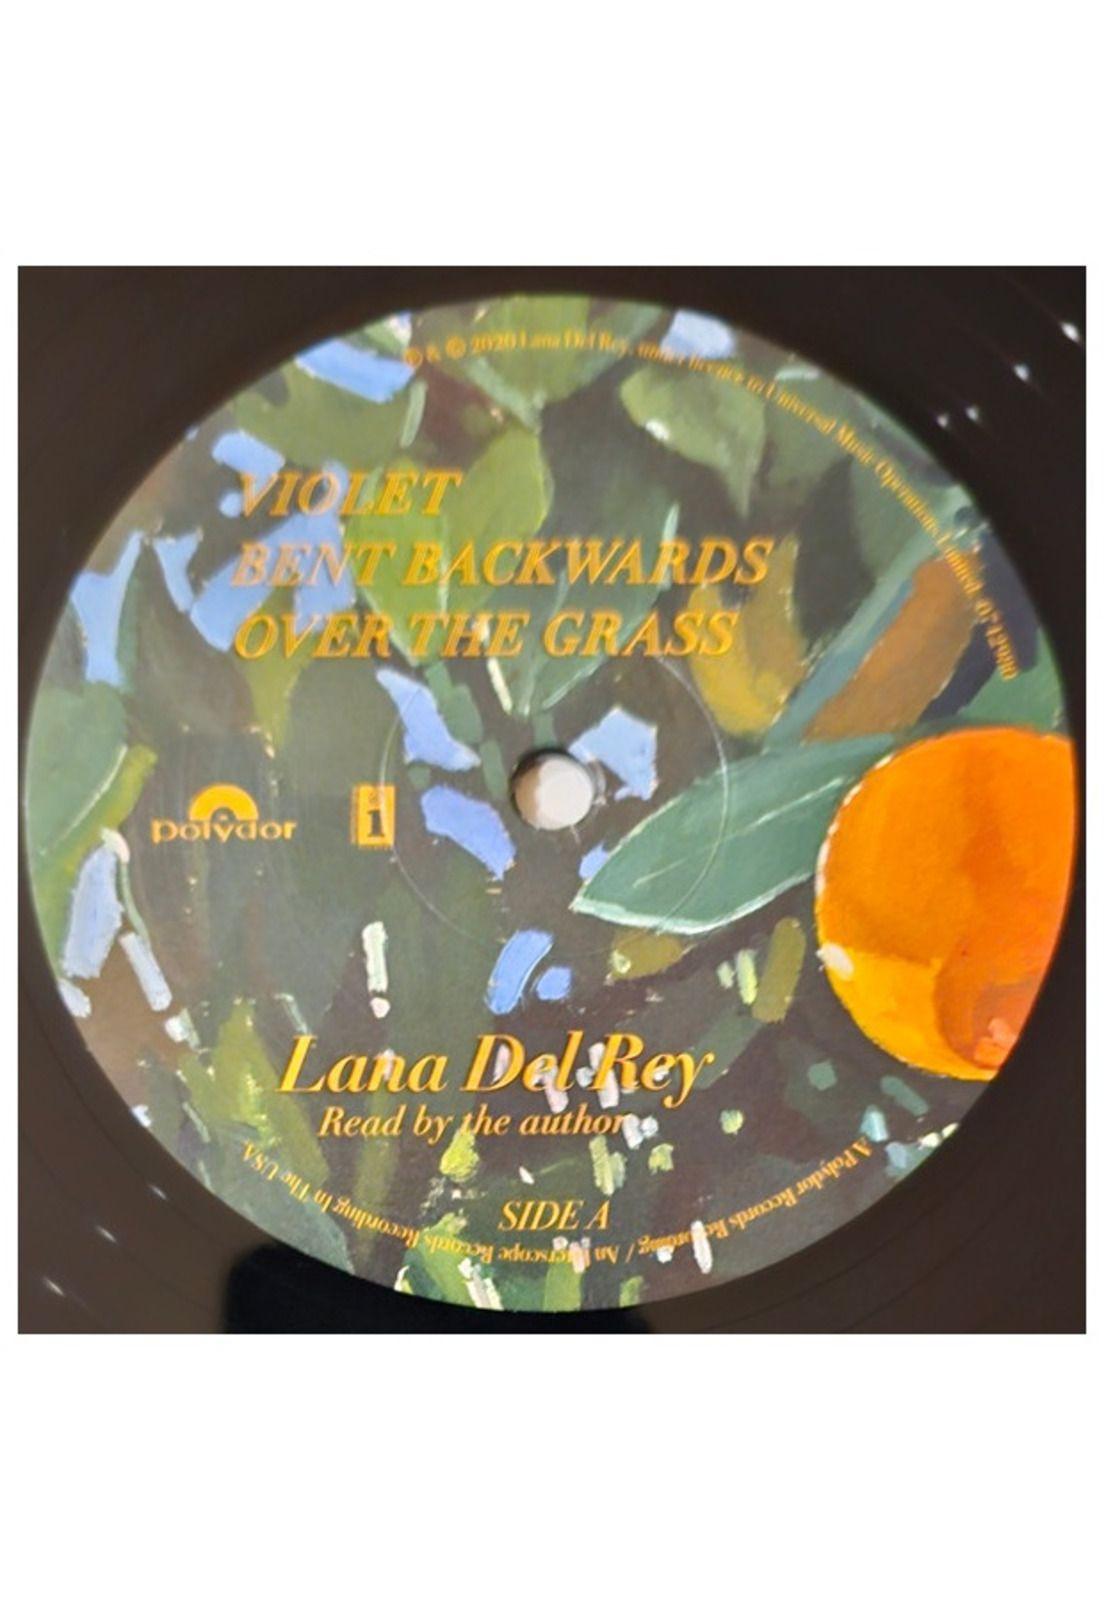 ℗ & © 2020 Lana Del Rey, under licence to Universal Music Operations Limited
VIOLET
BENT BACKWARDS
OVER THE GRASS
polydor
i
Lana Del Rey
Read by the author
SIDE A
A Polydor Records Recording / An Interscope Records Recording In The USA